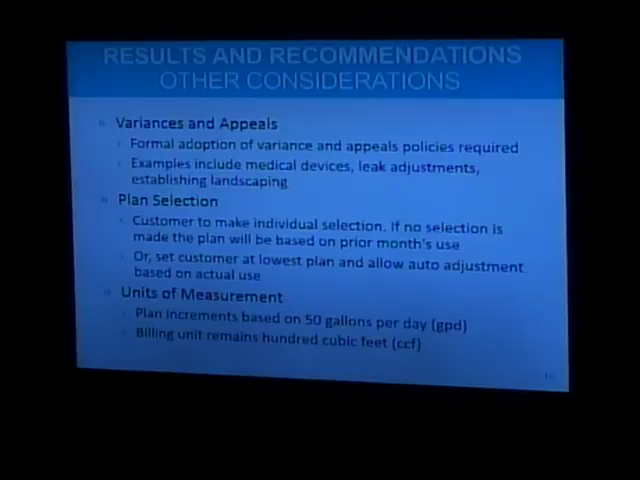 RESULTS AND RECOMMENDATIONS
OTHER CONSIDERATIONS
Variances and Appeals
Formal adoption of variance and appeals policies required
Examples include medical devices, leak adjustments,
establishing landscaping
Plan Selection
Customer to make individual selection. If no selection is
made the plan will be based on prior month's use
Or, set customer at lowest plan and allow auto adjustment
based on actual use
Units of Measurement
Plan increments based on 50 gallons per day (gpd)
Billing unit remains hundred cubic feet (ccf)